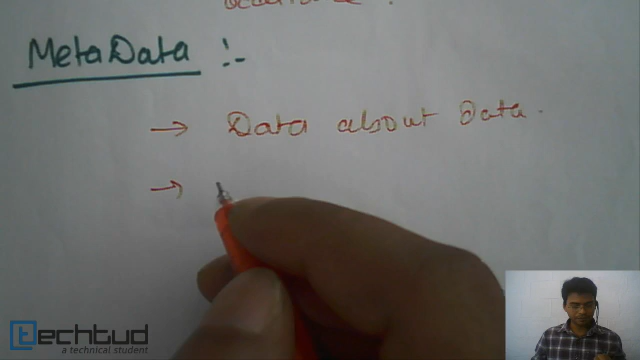 MetaData :-
→ Data about Data.
→
techtud
a technical student